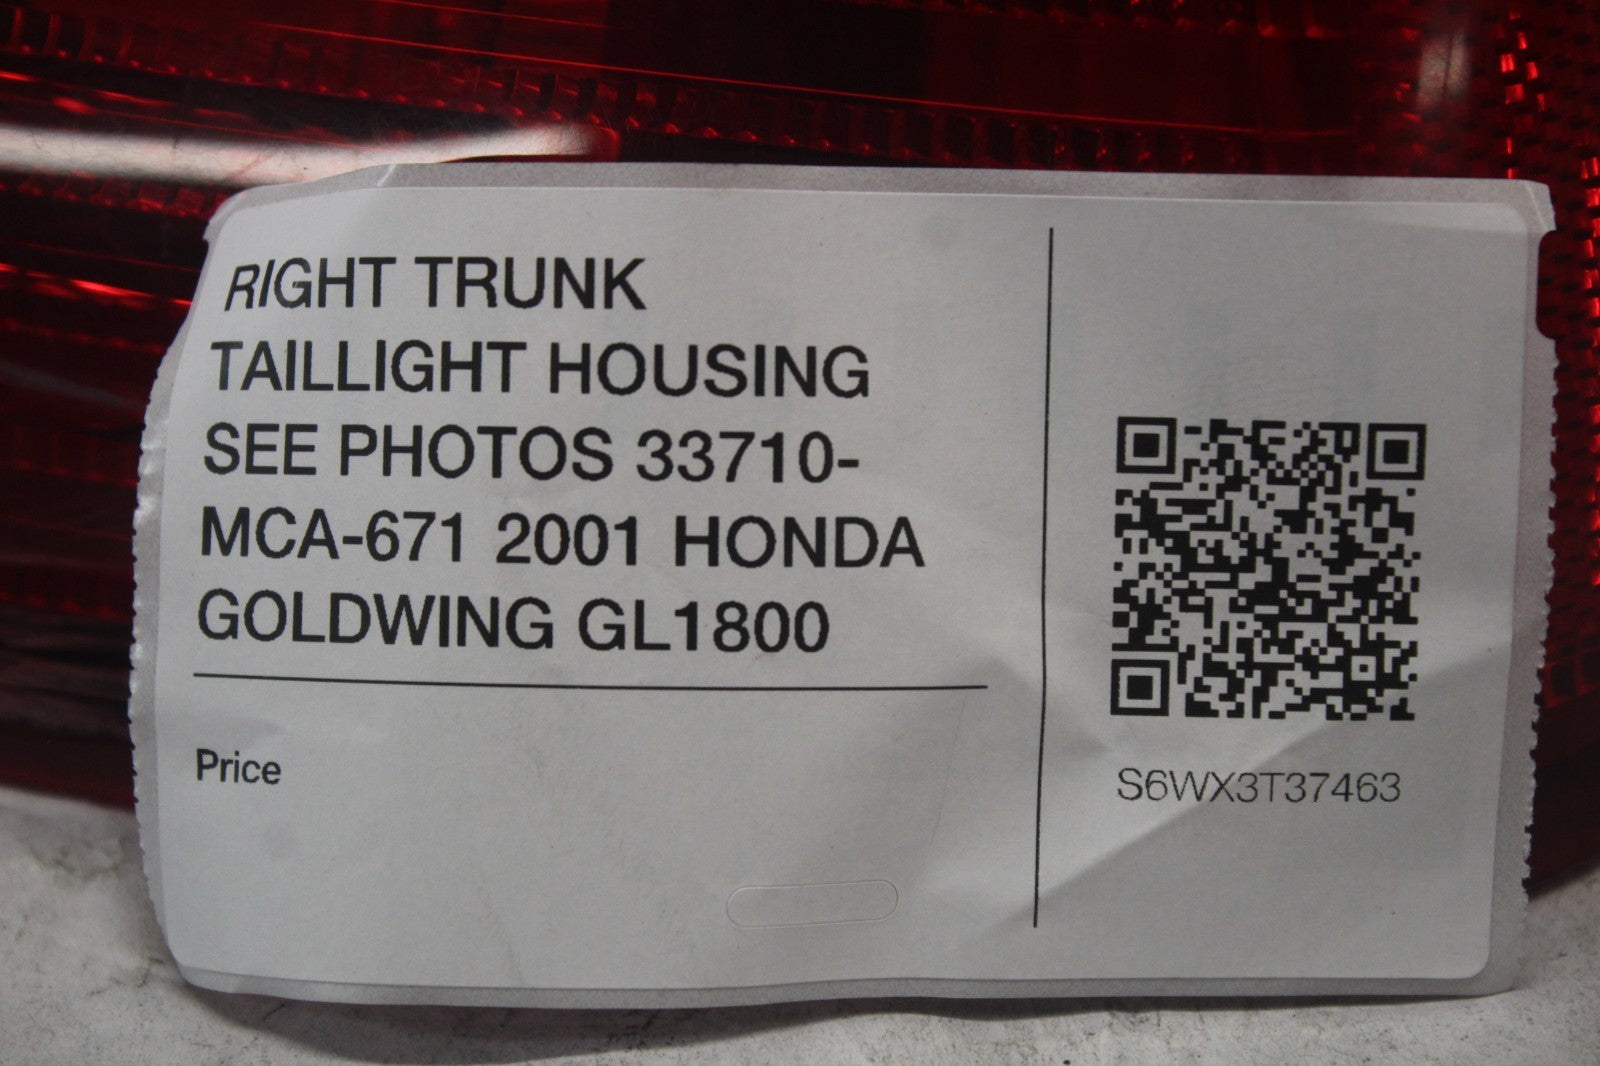 RIGHT TRUNK
TAILLIGHT HOUSING
SEE PHOTOS 33710-
MCA-671 2001 HONDA
GOLDWING GL1800
Price
S6WX3T37463